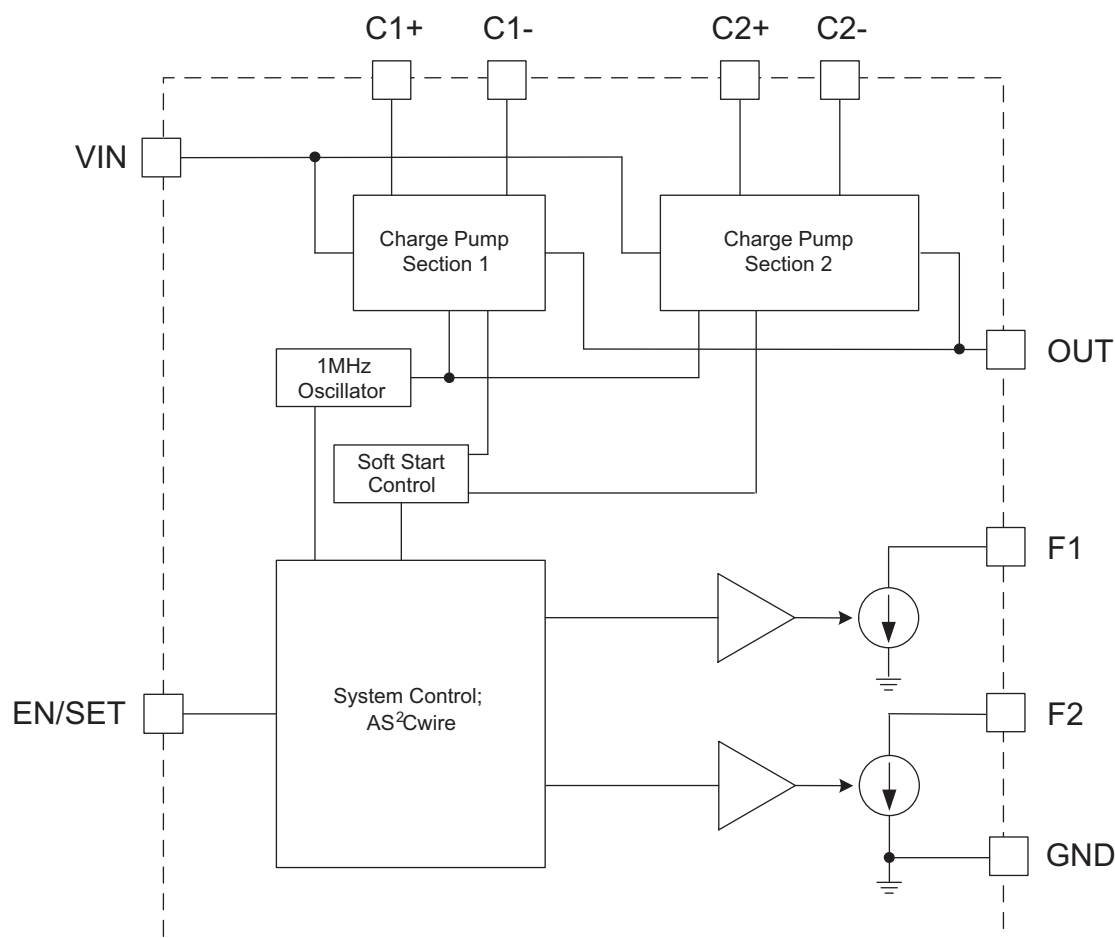 C1+ C1- C2+ C2-
VIN
Charge Pump
Section 1
Charge Pump
Section 2
OUT
1MHz
Oscillator
Soft Start
Control
F1
System Control;
AS²Cwire
EN/SET
F2
GND